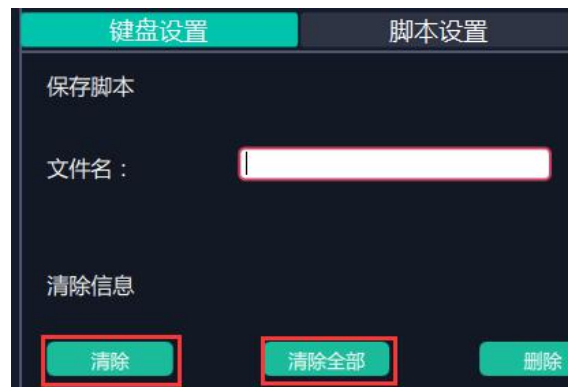 键盘设置 脚本设置
保存脚本
文件名：
清除信息
清除 清除全部 删除